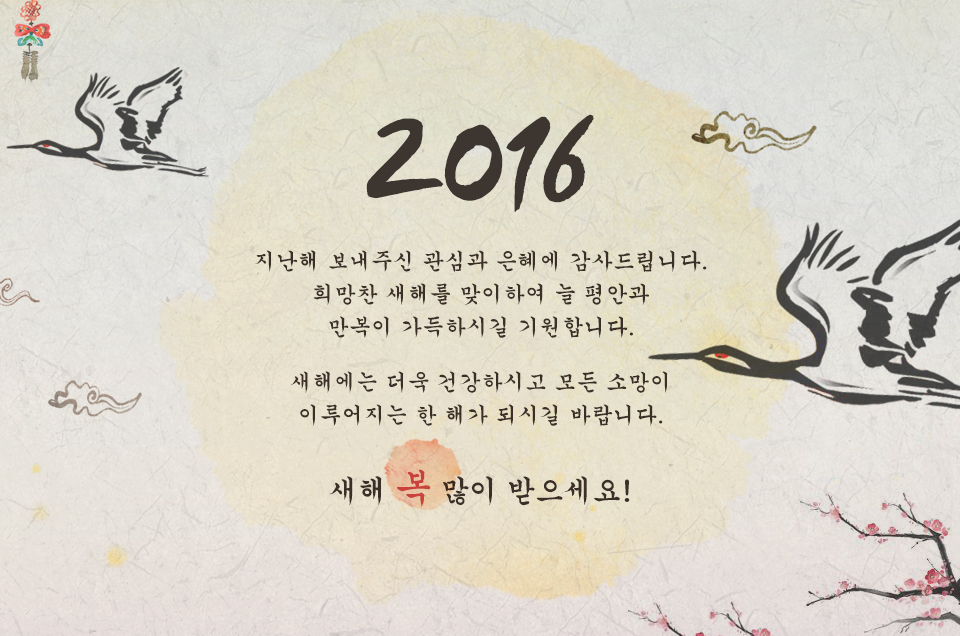 2016
지난해 보내주신 관심과 은혜에 감사드립니다.
희망찬 새해를 맞이하여 늘 평안과
만복이 가득하시길 기원합니다.
새해에는 더욱 건강하시고 모든 소망이
이루어지는 한 해가 되시길 바랍니다.
새해 복 많이 받으세요!